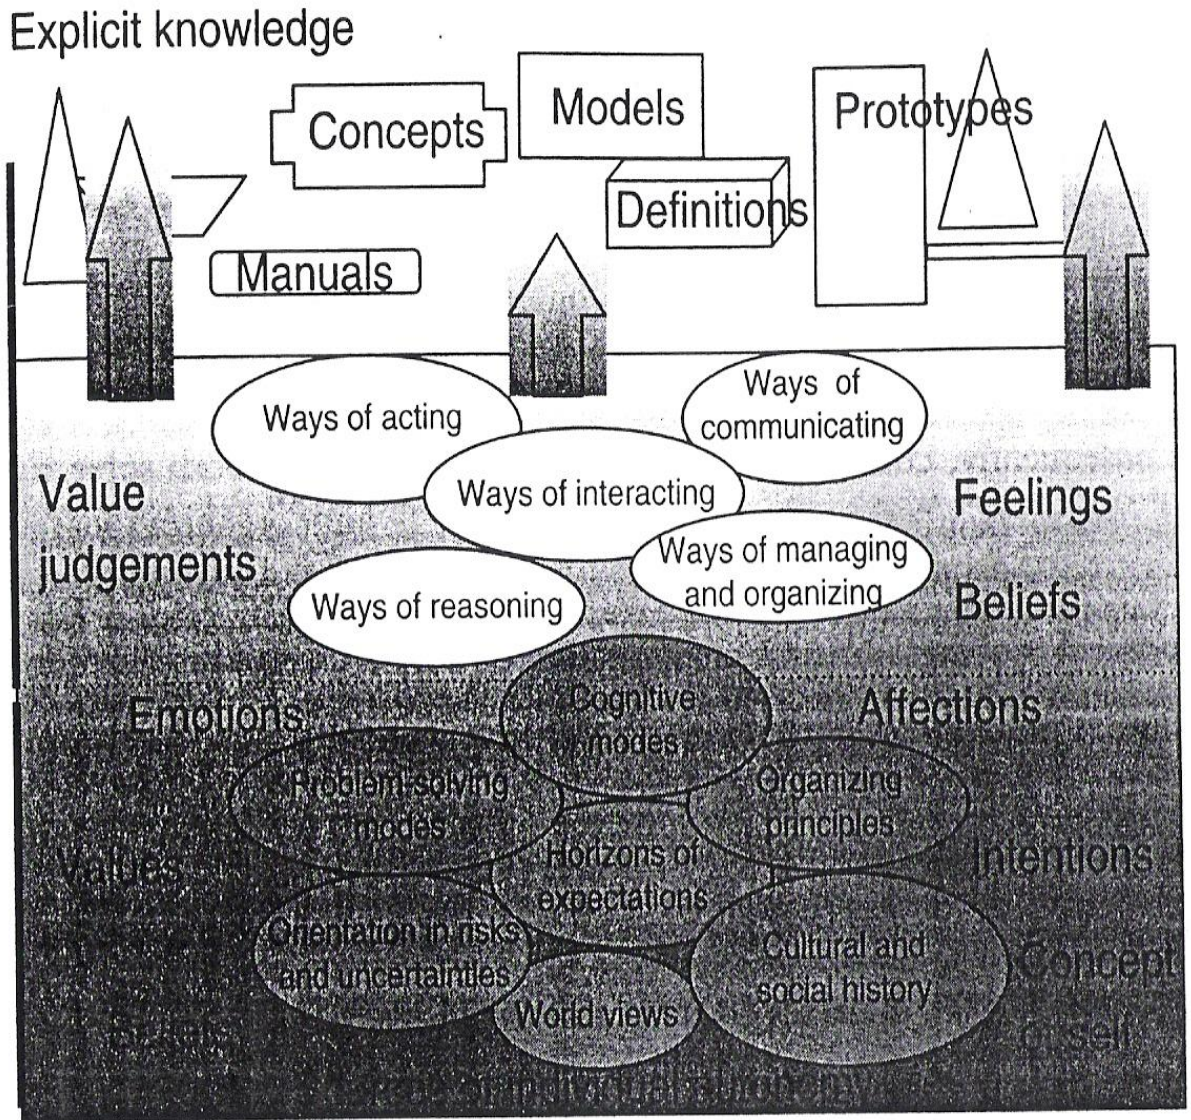 Explicit knowledge
Models
Prototypes
Concepts
Definitions
Manuals
Ways of acting
Ways of
communicating
Value
judgements
Ways of interacting
Feelings
Ways of managing
and organizing
Ways of reasoning
Beliefs
Emotions
Cognitive
modes
Affections
Problem-solving
modes
Organizing
principles
Values
Horizons of
expectations
Intentions
Orientation in risks
and uncertainties
Cultural and
social history
Concept
World views
self